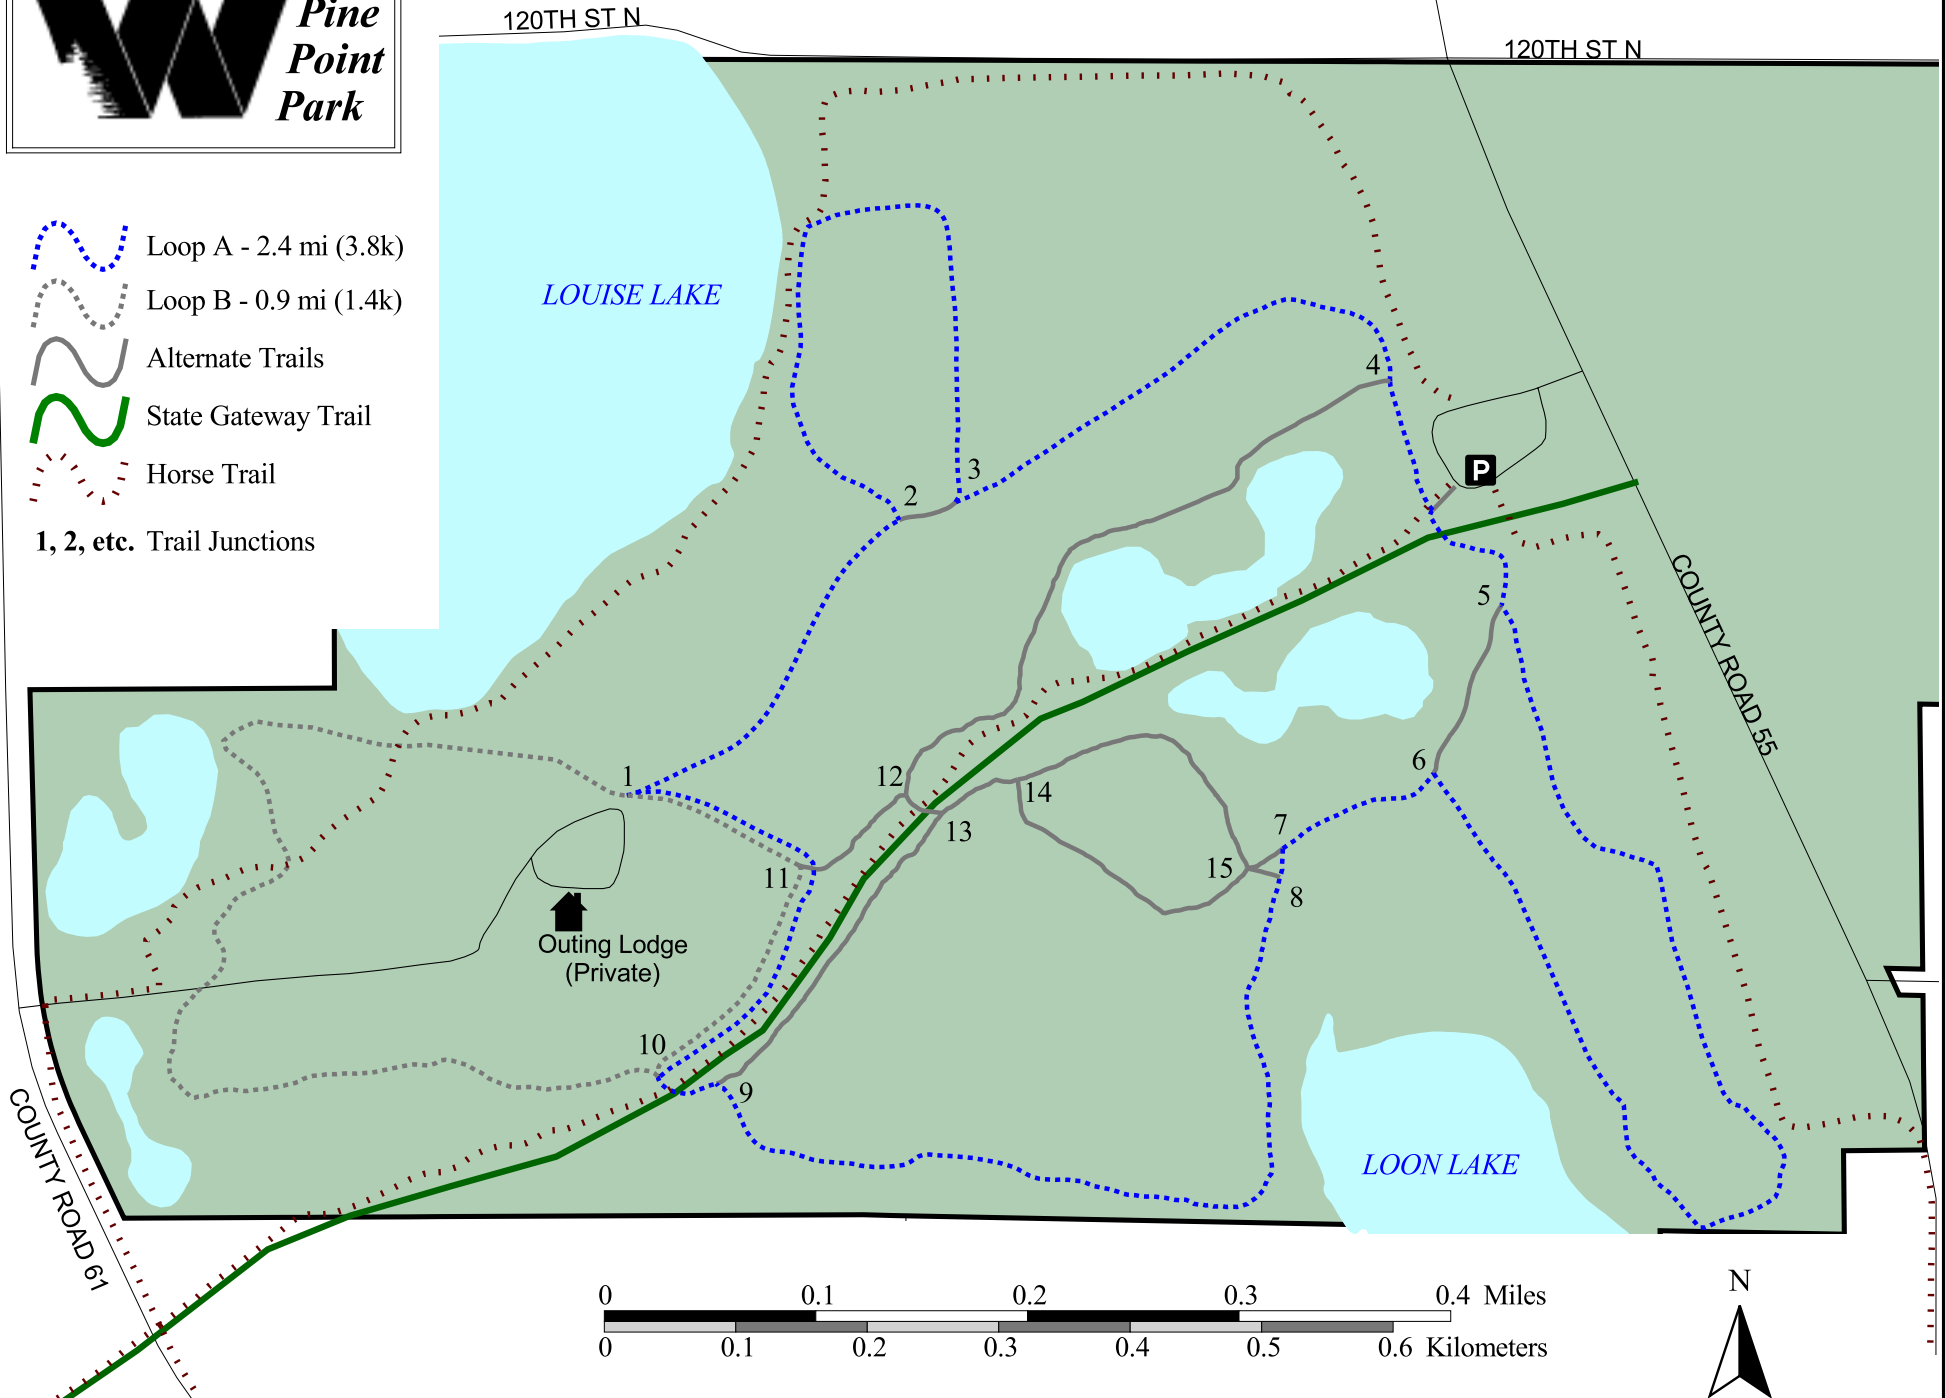 Pine
Point
Park
120TH ST N
120TH ST N
Loop A - 2.4 mi (3.8k)
Loop B - 0.9 mi (1.4k)
Alternate Trails
State Gateway Trail
Horse Trail
1, 2, etc. Trail Junctions
LOUISE LAKE
4
P
3
2
5
COUNTY ROAD 55
6
1
12
14
13
7
15
11
8
Outing Lodge
(Private)
10
9
LOON LAKE
COUNTY ROAD 61
N
0 0.1 0.2 0.3 0.4 Miles
0 0.1 0.2 0.3 0.4 0.5 0.6 Kilometers